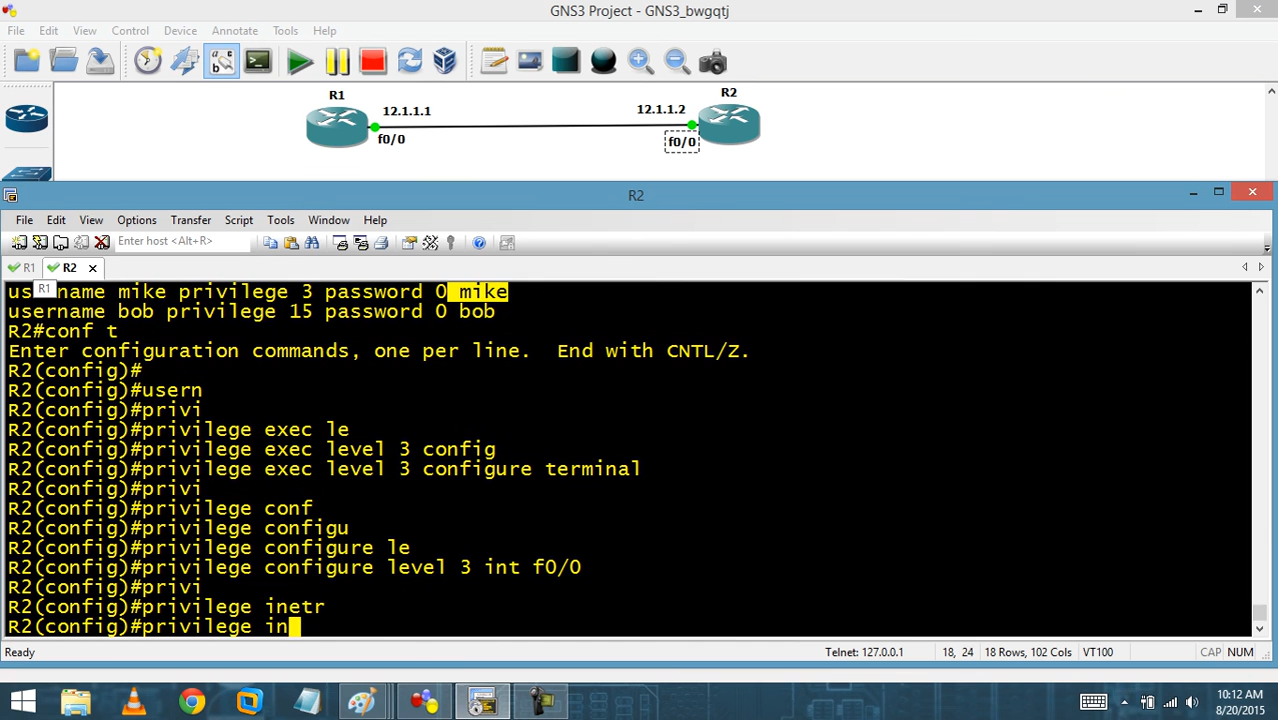 GNS3 Project - GNS3_bwgqtj
File Edit View Control Device Annotate Tools Help
R1
R2
12.1.1.1
12.1.1.2
f0/0
f0/0
R2
File Edit View Options Transfer Script Tools Window Help
Enter host <Alt+R>
R1
R2
R1
username mike privilege 3 password 0 mike
username bob privilege 15 password 0 bob
R2#conf t
Enter configuration commands, one per line. End with CNTL/Z.
R2(config)#
R2(config)#usern
R2(config)#privi
R2(config)#privilege exec le
R2(config)#privilege exec level 3 config
R2(config)#privilege exec level 3 configure terminal
R2(config)#privi
R2(config)#privilege conf
R2(config)#privilege configu
R2(config)#privilege configure le
R2(config)#privilege configure level 3 int f0/0
R2(config)#privi
R2(config)#privilege inetr
R2(config)#privilege in
Ready
Telnet: 127.0.0.1
18, 24
18 Rows, 102 Cols
VT100
CAP NUM
10:12 AM
8/20/2015